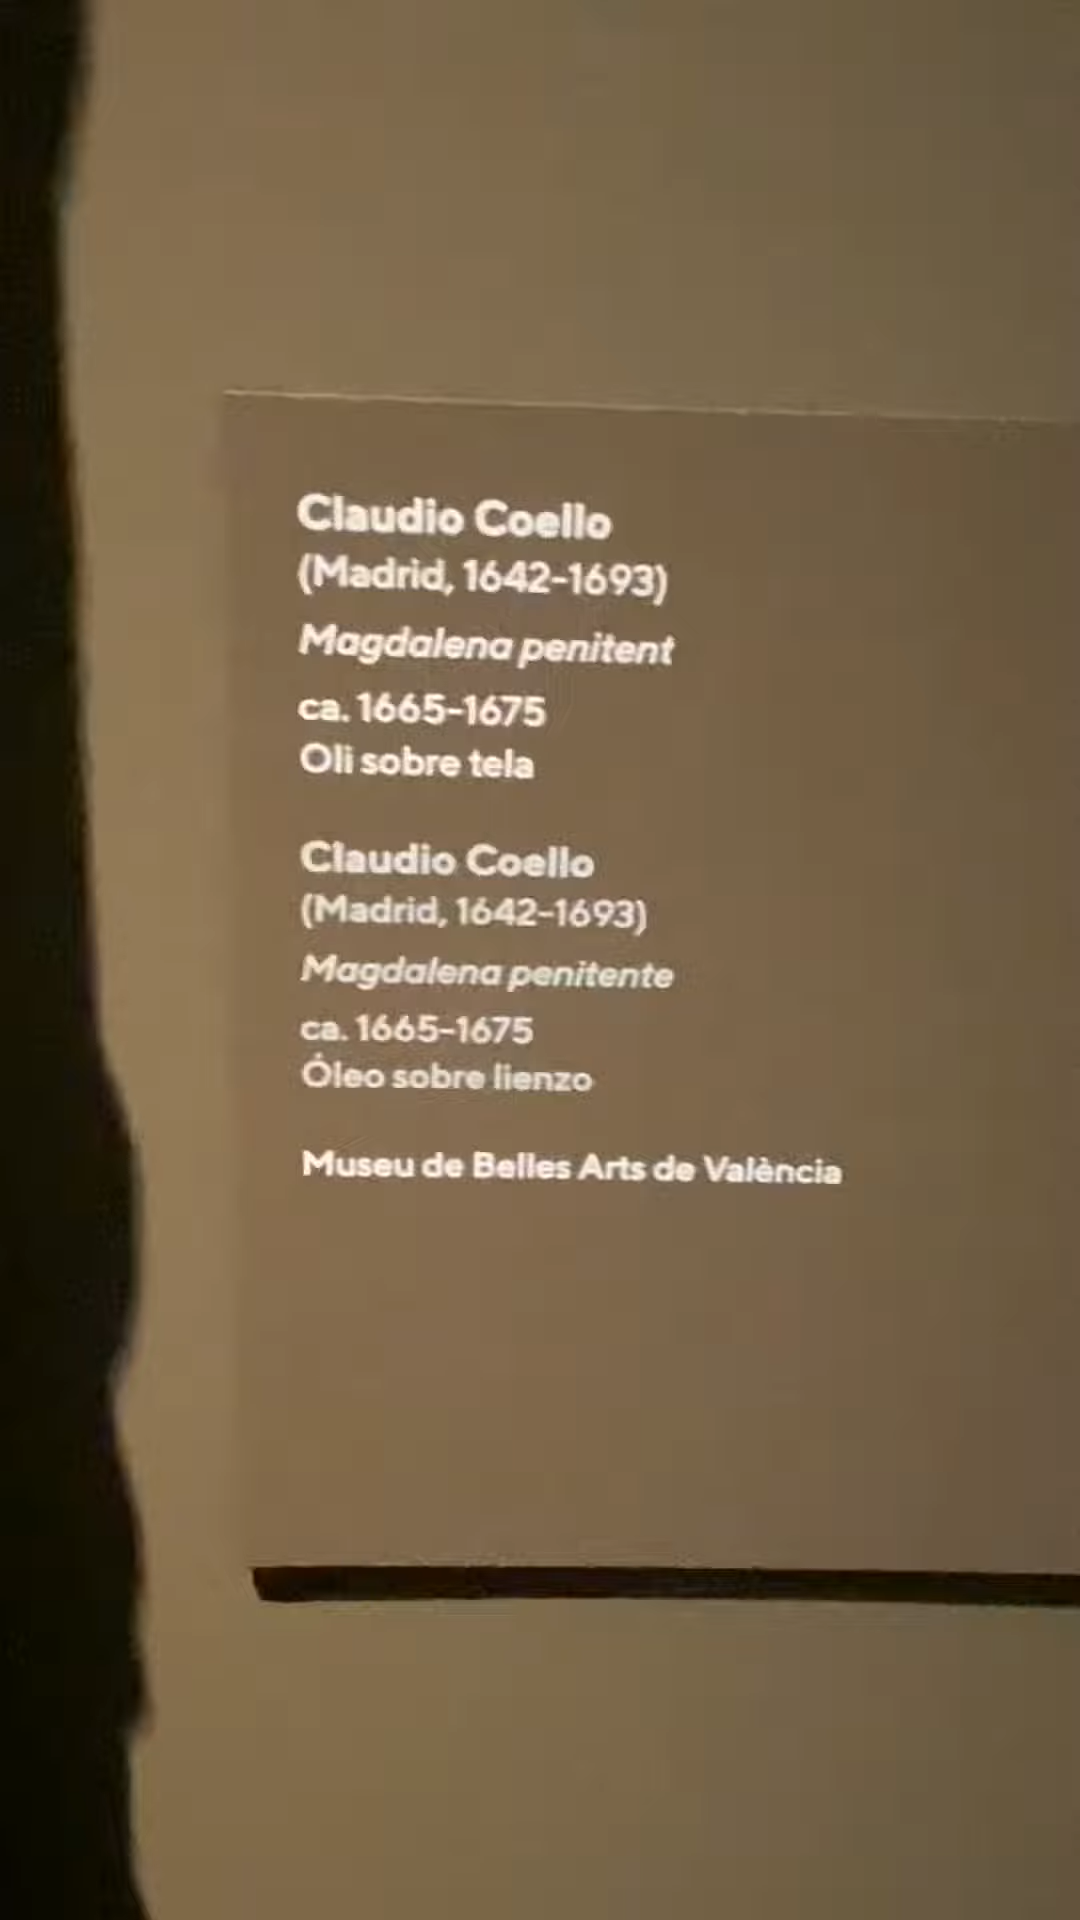 Claudio Coello
(Madrid, 1642-1693)
Magdalena penitent
ca. 1665-1675
Oli sobre tela
Claudio Coello
(Madrid, 1642-1693)
Magdalena penitente
ca. 1665-1675
Óleo sobre lienzo
Museu de Belles Arts de València